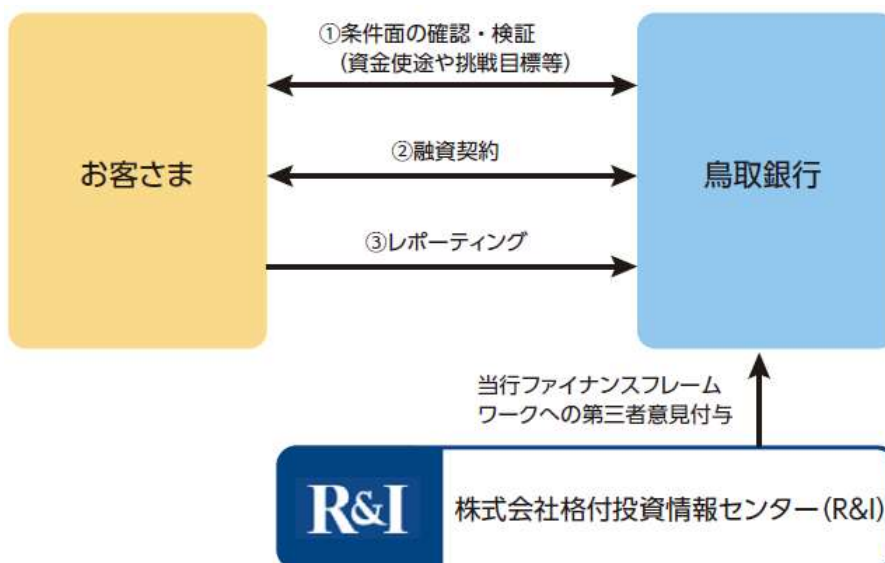 ①条件面の確認・検証
（資金使途や挑戦目標等）
お客さま
②融資契約
鳥取銀行
③レポーティング
当行ファイナンスフレーム
ワークへの第三者意見付与
R&I
株式会社格付投資情報センター(R&I)